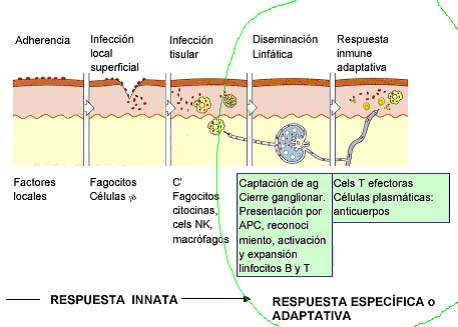 Adherencia
Infección
local
superficial
Infección
tisular
Diseminación
Linfática
Respuesta
inmune
adaptativa
Factores
locales
Fagocitos
Células γδ
C'
Fagocitos
citocinas,
cels NK,
macrófagos
Captación de ag
Cierre ganglionar.
Presentación por
APC, reconoci
miento, activación
y expansión
linfocitos B y T
Cels T efectoras
Células plasmáticas:
anticuerpos
RESPUESTA INNATA
RESPUESTA ESPECÍFICA o
ADAPTATIVA